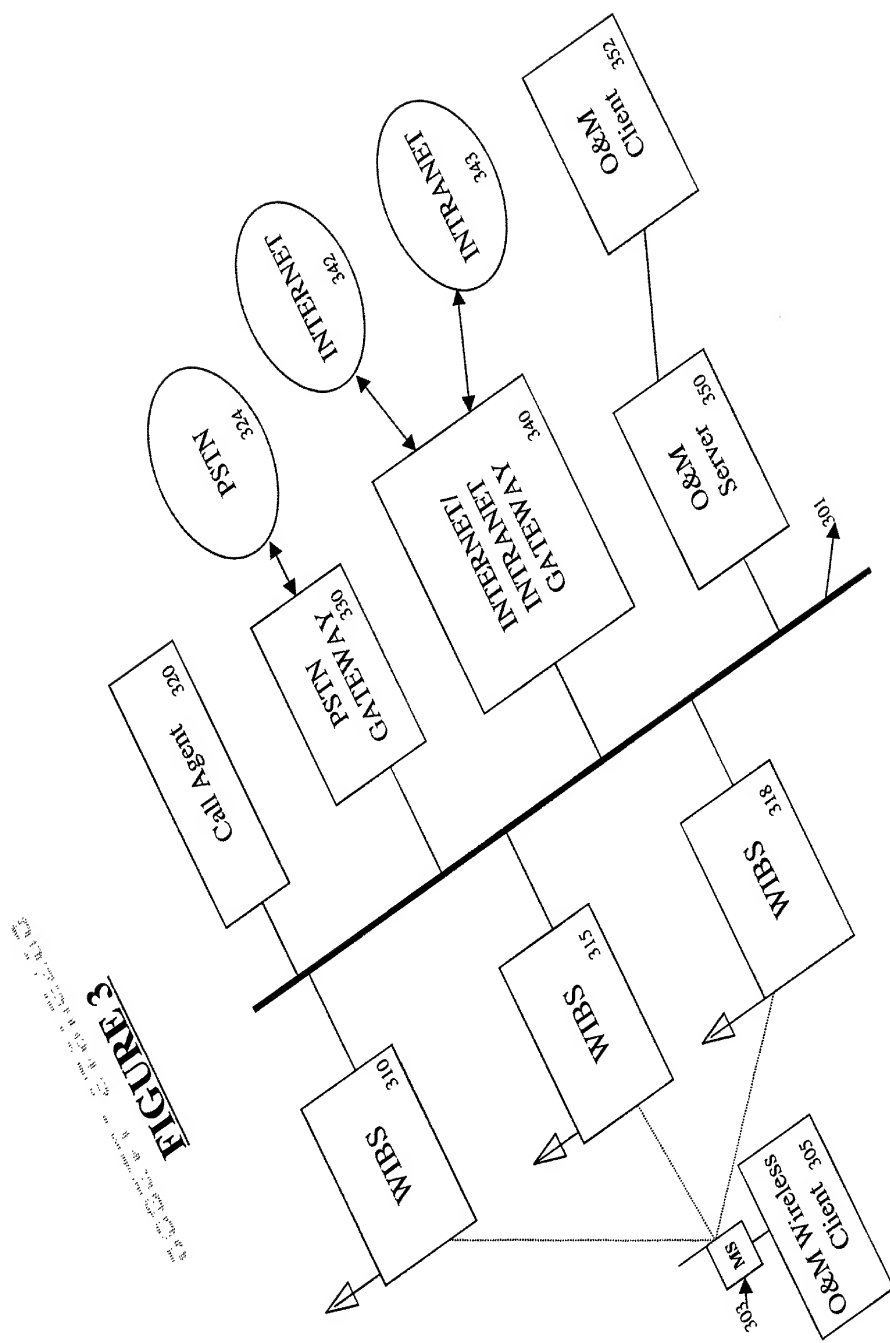 O&M
Client 352
INTRANET
343
INTERNET
342
PSTN
324
O&M
Server
350
INTERNET/
INTRANET
GATEWAY
340
PSTN
GATEWAY
330
Call Agent
320
301
WIBS
318
WIBS
315
WIBS
310
MS
303
O&M Wireless
Client 305
FIGURE 3